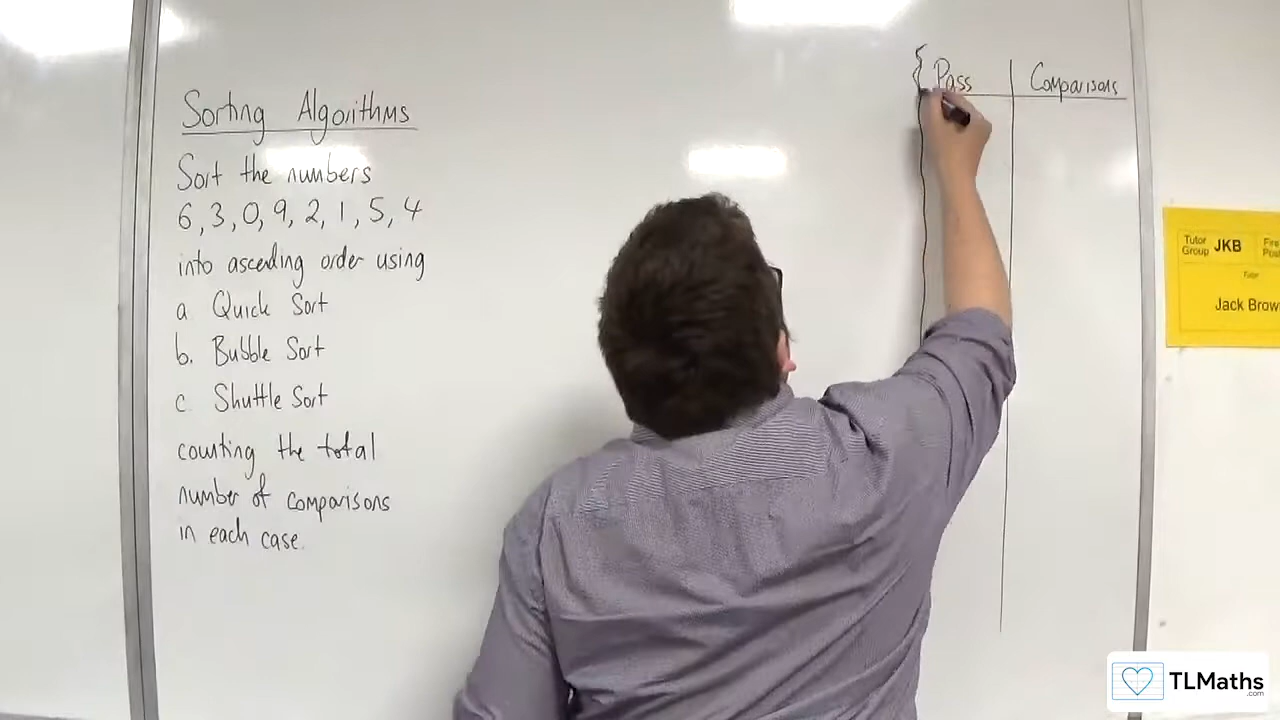 Sorting Algorithms
Sort the numbers
6, 3, 0, 9, 2, 1, 5, 4
into ascending order using
a Quick Sort
b. Bubble Sort
c. Shuttle Sort
counting the total
number of comparisons
in each case.
Pass Comparisons
Tutor
Group JKB
Tutor
Jack Brow
TLMaths
.com